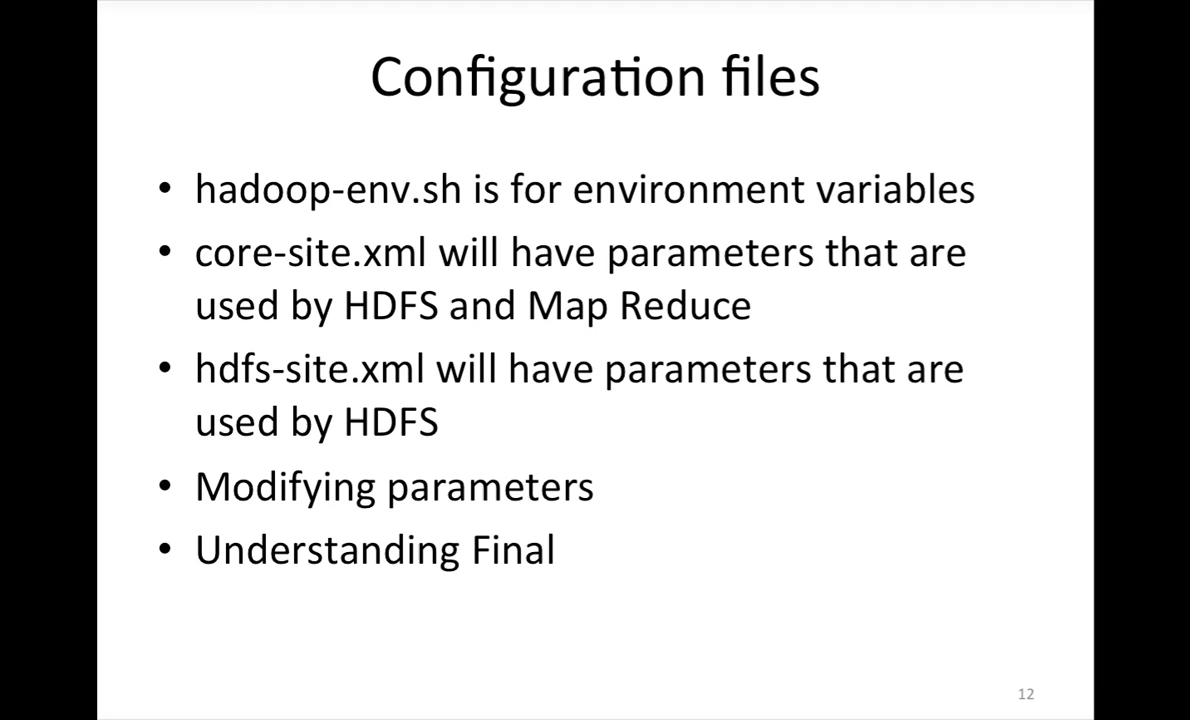 Configuration files
• hadoop-env.sh is for environment variables
• core-site.xml will have parameters that are
used by HDFS and Map Reduce
• hdfs-site.xml will have parameters that are
used by HDFS
• Modifying parameters
• Understanding Final
12